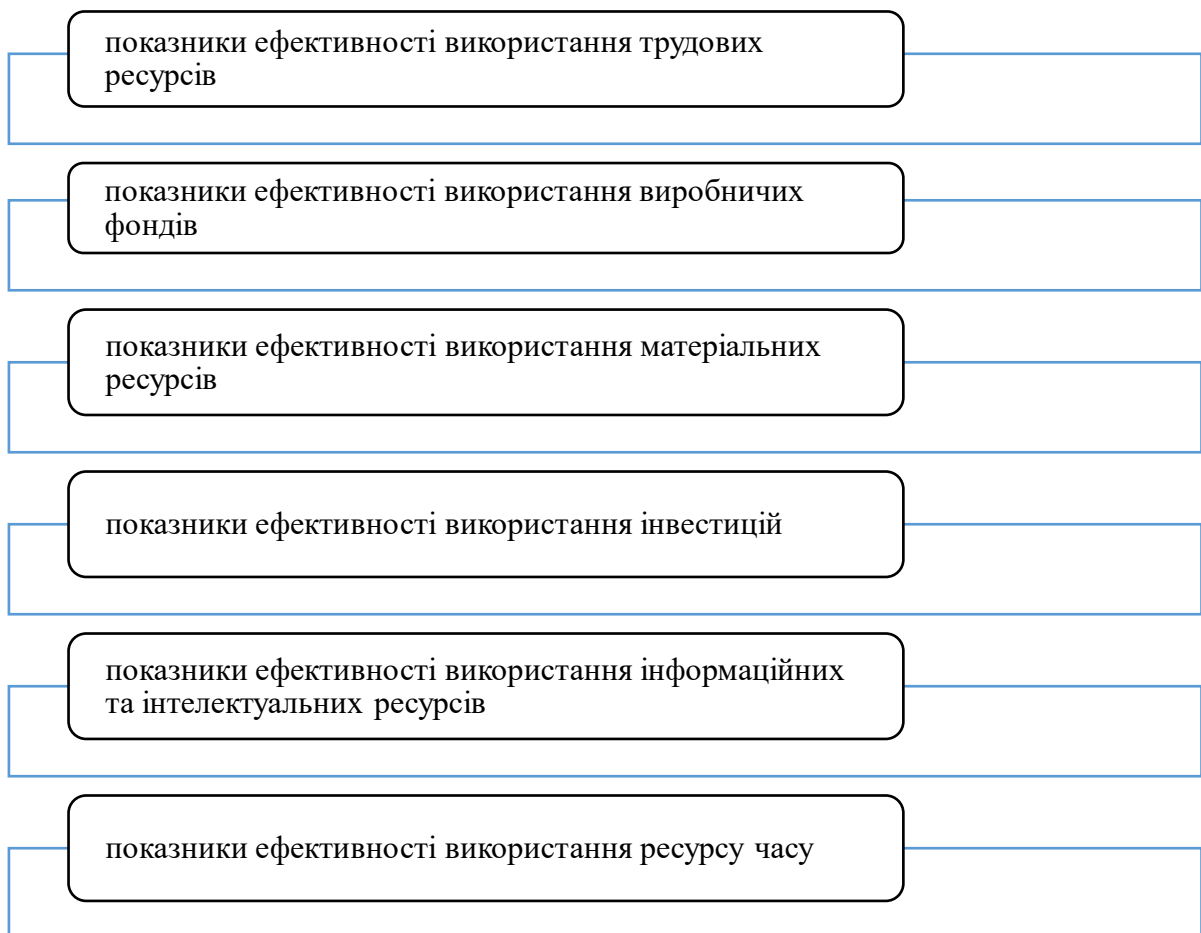 показники ефективності використання трудових
ресурсів
показники ефективності використання виробничих
фондів
показники ефективності використання матеріальних
ресурсів
показники ефективності використання інвестицій
показники ефективності використання інформаційних
та інтелектуальних ресурсів
показники ефективності використання ресурсу часу